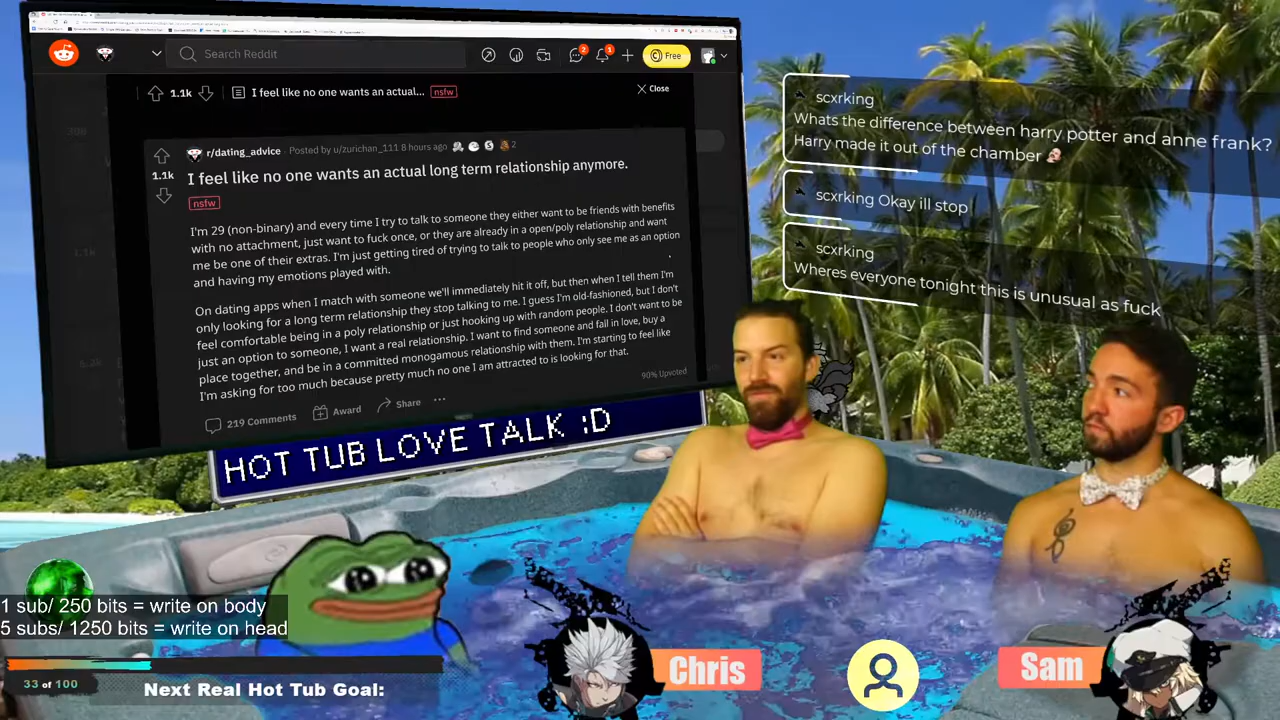 Search Reddit
2
1
Free
1.1k
I feel like no one wants an actual...
nsfw
Close
r/dating_advice · Posted by u/zurichan_111 8 hours ago
2
1.1k
I feel like no one wants an actual long term relationship anymore.
nsfw
I'm 29 (non-binary) and every time I try to talk to someone they either want to be friends with benefits
with no attachment, just want to fuck once, or they are already in a open/poly relationship and want
me be one of their extras. I'm just getting tired of trying to talk to people who only see me as an option
and having my emotions played with.
On dating apps when I match with someone we'll immediately hit it off, but then when I tell them I'm
only looking for a long term relationship they stop talking to me. I guess I'm old-fashioned, but I don't
feel comfortable being in a poly relationship or just hooking up with random people. I don't want to be
just an option to someone, I want a real relationship. I want to find someone and fall in love, buy a
place together, and be in a committed monogamous relationship with them. I'm starting to feel like
I'm asking for too much because pretty much no one I am attracted to is looking for that.
90% Upvoted
219 Comments
Award
Share
HOT TUB LOVE TALK :D
scxrking
Whats the difference between harry potter and anne frank?
Harry made it out of the chamber
scxrking Okay ill stop
scxrking
Wheres everyone tonight this is unusual as fuck
1 sub/ 250 bits = write on body
5 subs/ 1250 bits = write on head
33 of 100
Next Real Hot Tub Goal:
Chris
Sam